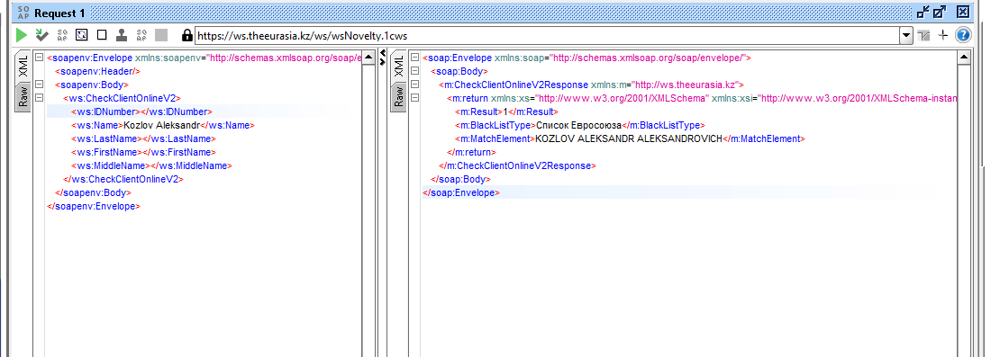 SO AP Request 1
https://ws.theeurasia.kz/ws/wsNovelty.1cws
XML
Raw
<soapenv:Envelope xmlns:soapenv="http://schemas.xmlsoap.org/soap/e
<soapenv:Header/>
<soapenv:Body>
<ws:CheckClientOnlineV2>
<ws:IDNumber></ws:IDNumber>
<ws:Name>Kozlov Aleksandr</ws:Name>
<ws:LastName></ws:LastName>
<ws:FirstName></ws:FirstName>
<ws:MiddleName></ws:MiddleName>
</ws:CheckClientOnlineV2>
</soapenv:Body>
</soapenv:Envelope>
XML
Raw
<soap:Envelope xmlns:soap="http://schemas.xmlsoap.org/soap/envelope/">
<soap:Body>
<m:CheckClientOnlineV2Response xmlns:m="http://ws.theeurasia.kz">
<m:return xmlns:xs="http://www.w3.org/2001/XMLSchema" xmlns:xsi="http://www.w3.org/2001/XMLSchema-instan
<m:Result>1</m:Result>
<m:BlackListType>Список Евросоюза</m:BlackListType>
<m:MatchElement>KOZLOV ALEKSANDR ALEKSANDROVICH</m:MatchElement>
</m:return>
</m:CheckClientOnlineV2Response>
</soap:Body>
</soap:Envelope>